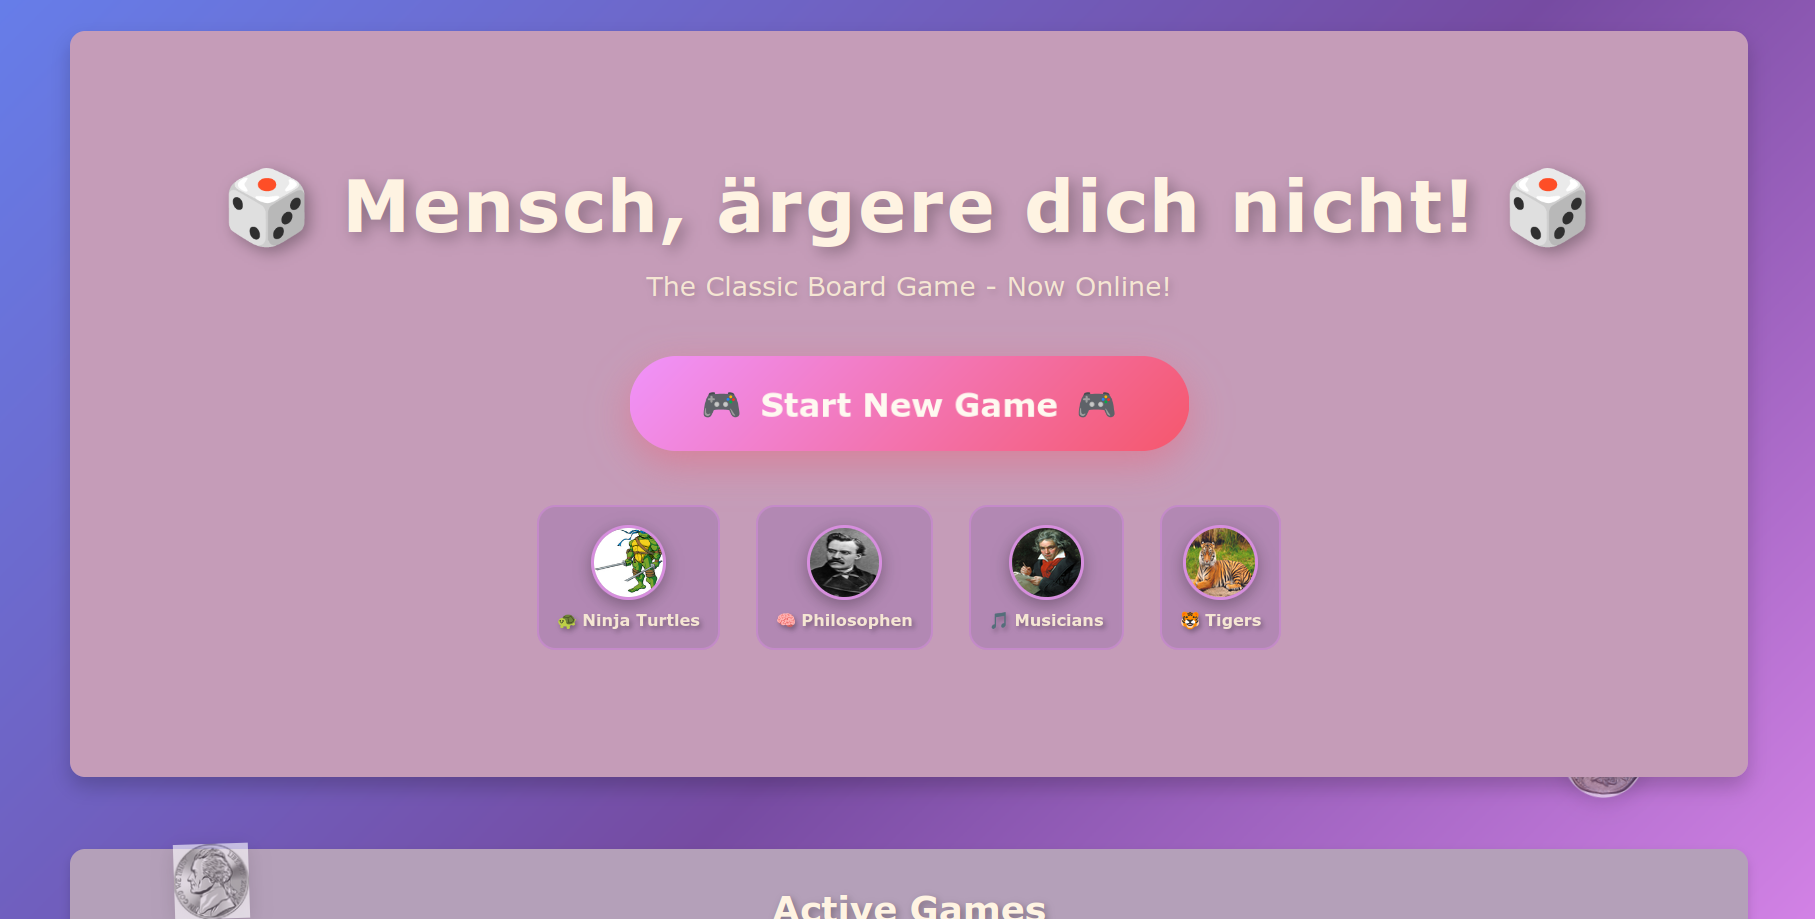 Mensch, ärgere dich nicht!
The Classic Board Game - Now Online!
Start New Game
Ninja Turtles
Philosophen
Musicians
Tigers
Active Games